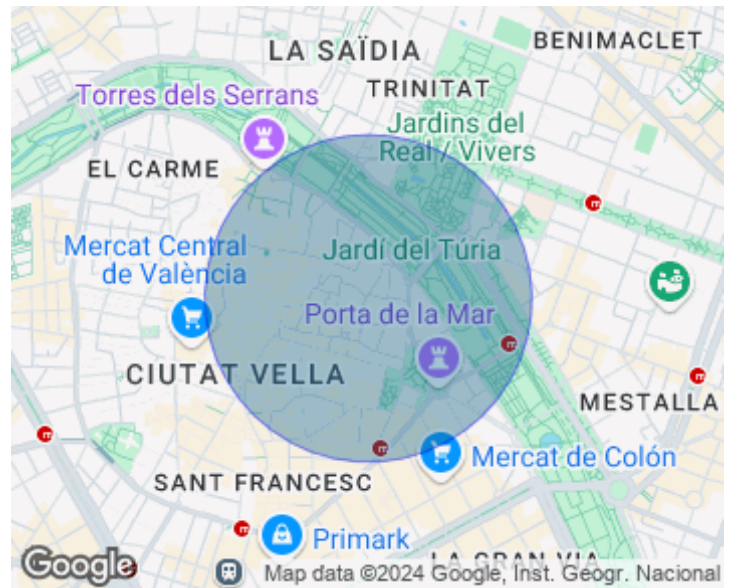 LA SAÏDIA
BENIMACLET
TRINITAT
Torres dels Serrans
Jardins del
Real / Vivers
EL CARME
Mercat Central
de València
Jardí del Túria
Porta de la Mar
CIUTAT VELLA
MESTALLA
Mercat de Colón
SANT FRANCESC
Primark
LA GRAN VIA
Google
Map data ©2024 Google, Inst. Geogr. Nacional